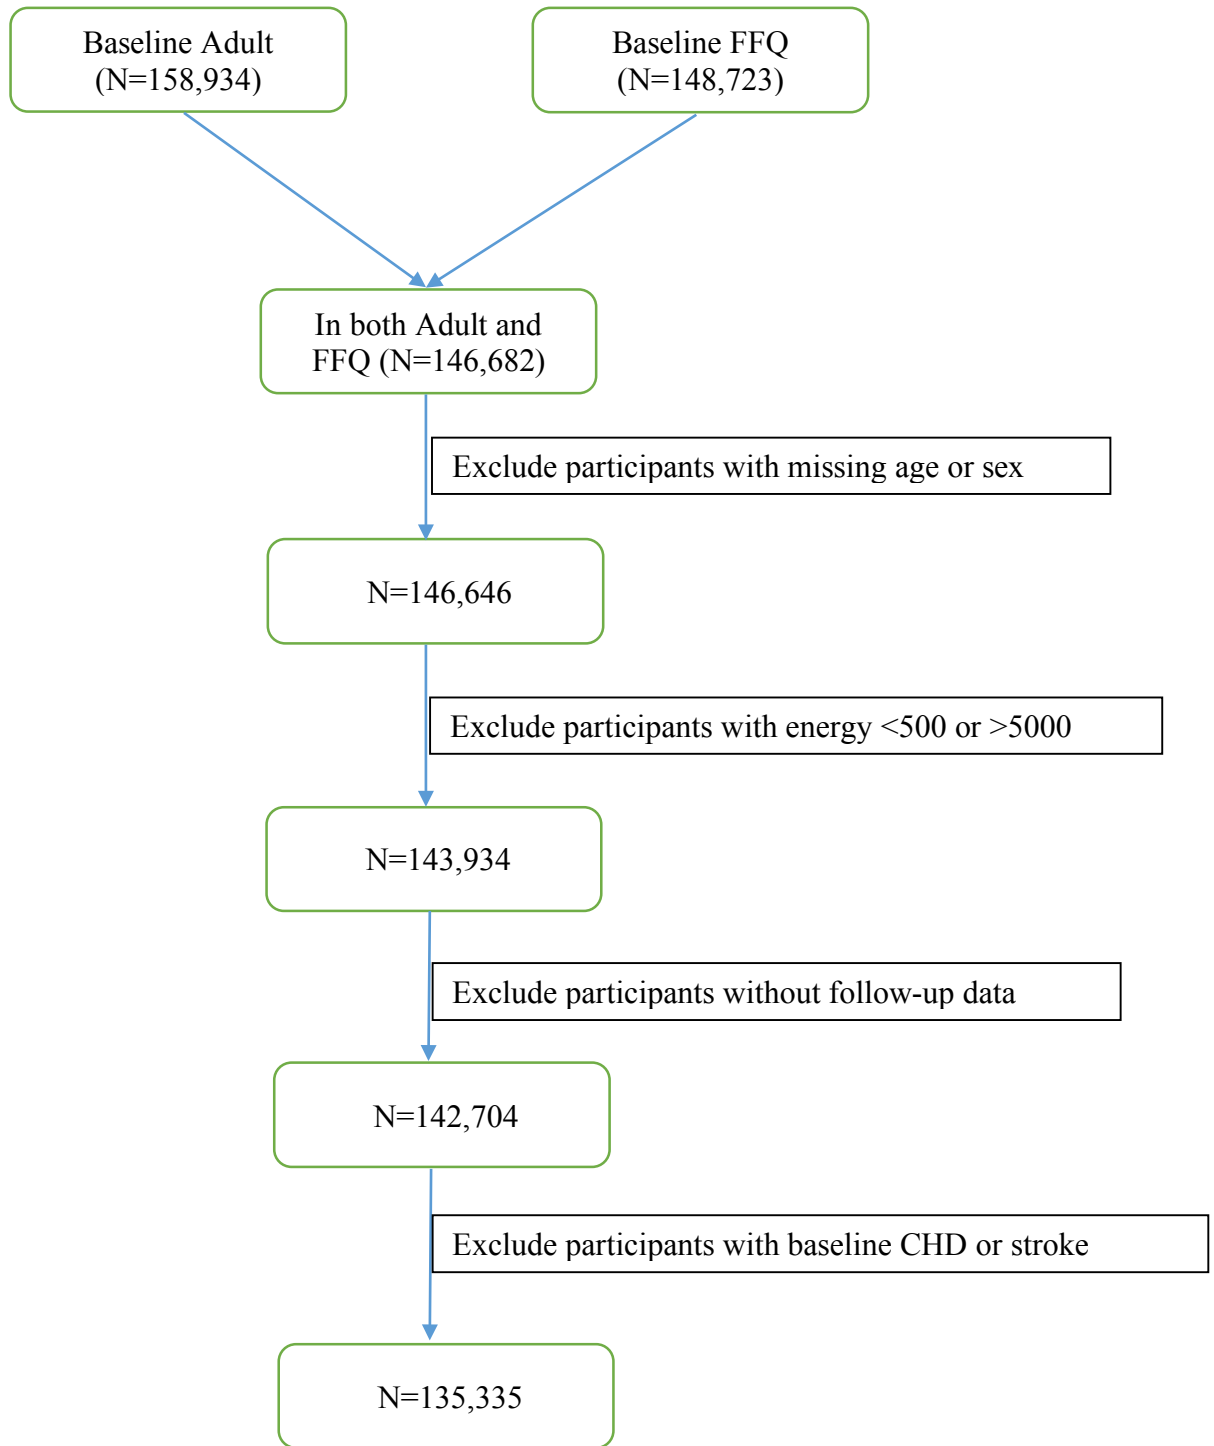 Baseline Adult
(N=158,934)
Baseline FFQ
(N=148,723)
In both Adult and
FFQ (N=146,682)
Exclude participants with missing age or sex
N=146,646
Exclude participants with energy <500 or >5000
N=143,934
Exclude participants without follow-up data
N=142,704
Exclude participants with baseline CHD or stroke
N=135,335